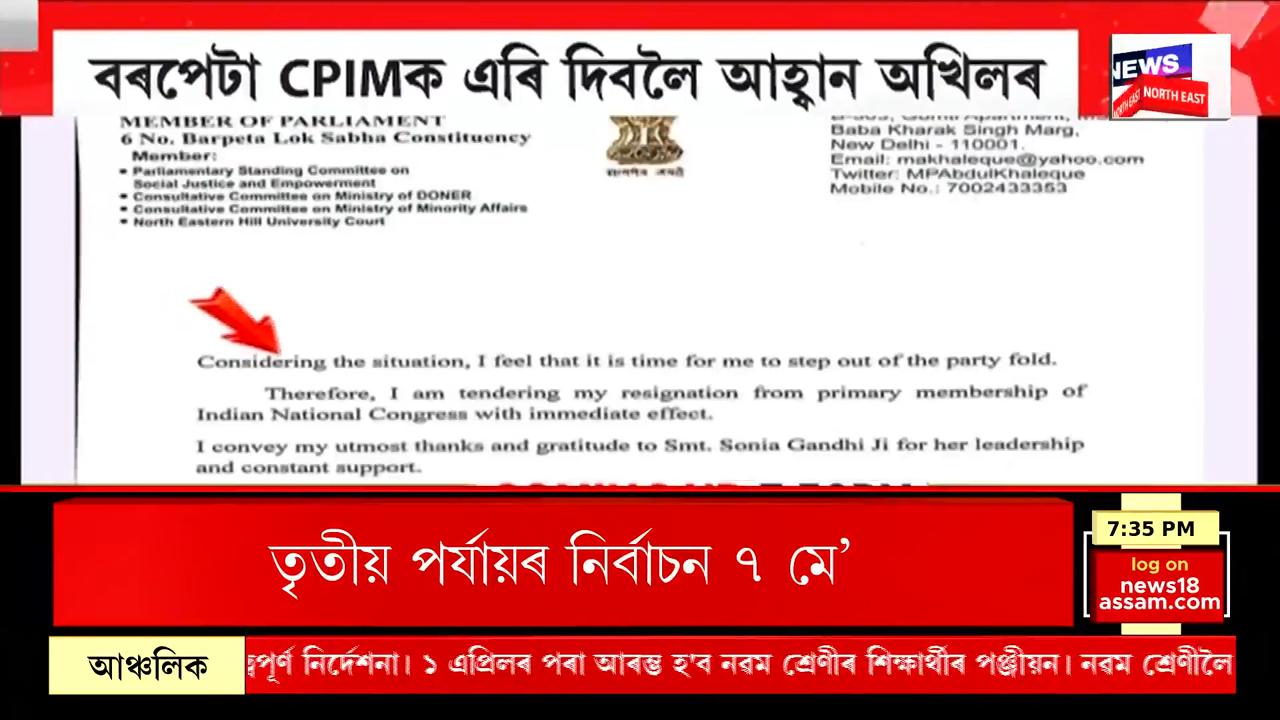 বৰপেটা CPIMক এৰি দিবলৈ আহ্বান অখিলৰ
NEWS
NORTH EAST
NORTH EAST
MEMBER OF PARLIAMENT
6 No. Barpeta Lok Sabha Constituency
Member:
• Parliamentary Standing Committee on
Social Justice and Empowerment
• Consultative Committee on Ministry of DONER
• Consultative Committee on Ministry of Minority Affairs
• North Eastern Hill University Court
Baba Kharak Singh Marg,
New Delhi - 110001.
Email: makhaleque@yahoo.com
Twitter: MPAbdulKhaleque
Mobile No.: 7002433353
Considering the situation, I feel that it is time for me to step out of the party fold.
Therefore, I am tendering my resignation from primary membership of
Indian National Congress with immediate effect.
I convey my utmost thanks and gratitude to Smt. Sonia Gandhi Ji for her leadership
and constant support.
তৃতীয় পৰ্যায়ৰ নিৰ্বাচন ৭ মে’
7:35 PM
log on
news18
assam.com
আঞ্চলিক
নিৰ্দেশনা। ১ এপ্ৰিলৰ পৰা আৰম্ভ হ'ব নৱম শ্ৰেণীৰ শিক্ষাৰ্থীৰ পঞ্জীয়ন। নৱম শ্ৰেণীলৈ